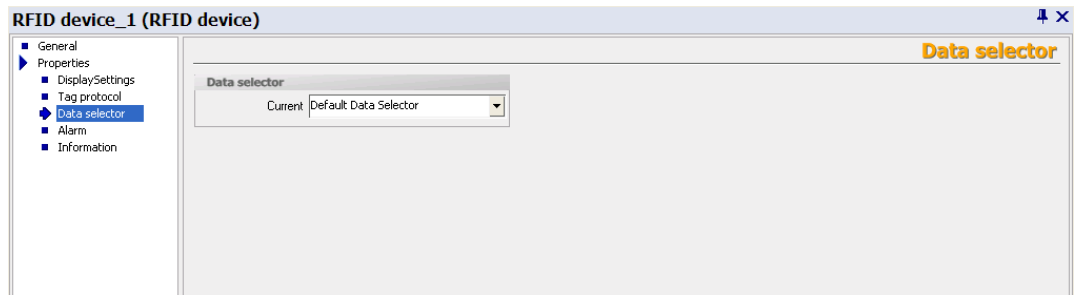 RFID device_1 (RFID device)
General
Properties
DisplaySettings
Tag protocol
Data selector
Alarm
Information
Data selector
Data selector
Current Default Data Selector